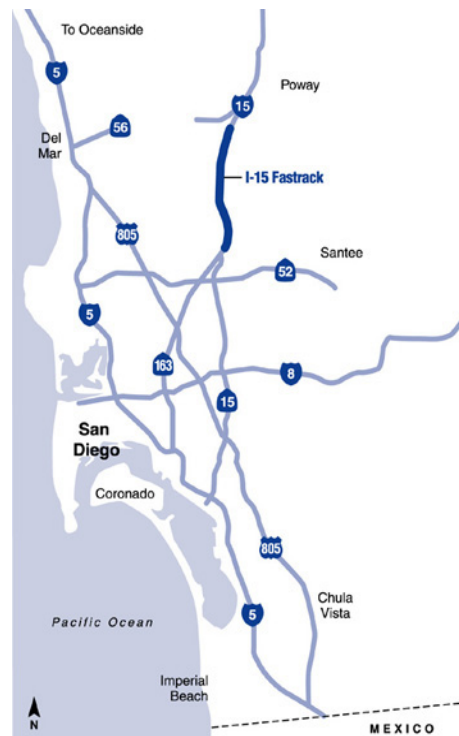 To Oceanside
5
Poway
15
56
Del
Mar
I-15 Fastrack
805
Santee
52
5
163
8
15
San
Diego
Coronado
805
Chula
Vista
5
Pacific Ocean
Imperial
Beach
N
MEXICO